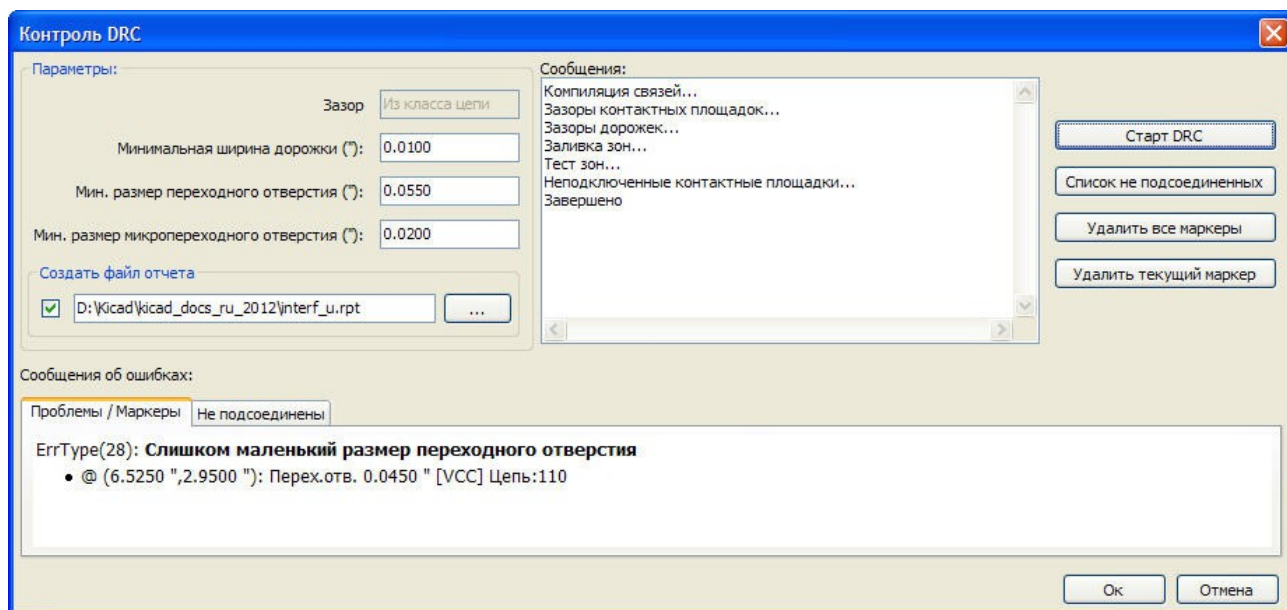 Контроль DRC
Параметры:
Зазор Из класса цепи
Минимальная ширина дорожки ("): 0.0100
Мин. размер переходного отверстия ("): 0.0550
Мин. размер микропереходного отверстия ("): 0.0200
Создать файл отчета
D:\Kicad\kicad_docs_ru_2012\interf_u.rpt ...
Сообщения:
Компиляция связей...
Зазоры контактных площадок...
Зазоры дорожек...
Заливка зон...
Тест зон...
Неподключенные контактные площадки...
Завершено
Старт DRC
Список не подсоединенных
Удалить все маркеры
Удалить текущий маркер
Сообщения об ошибках:
Проблемы / Маркеры Не подсоединены
ErrType(28): Слишком маленький размер переходного отверстия
• @ (6.5250 ",2.9500 "): Перех.отв. 0.0450 " [VCC] Цепь:110
Ок Отмена